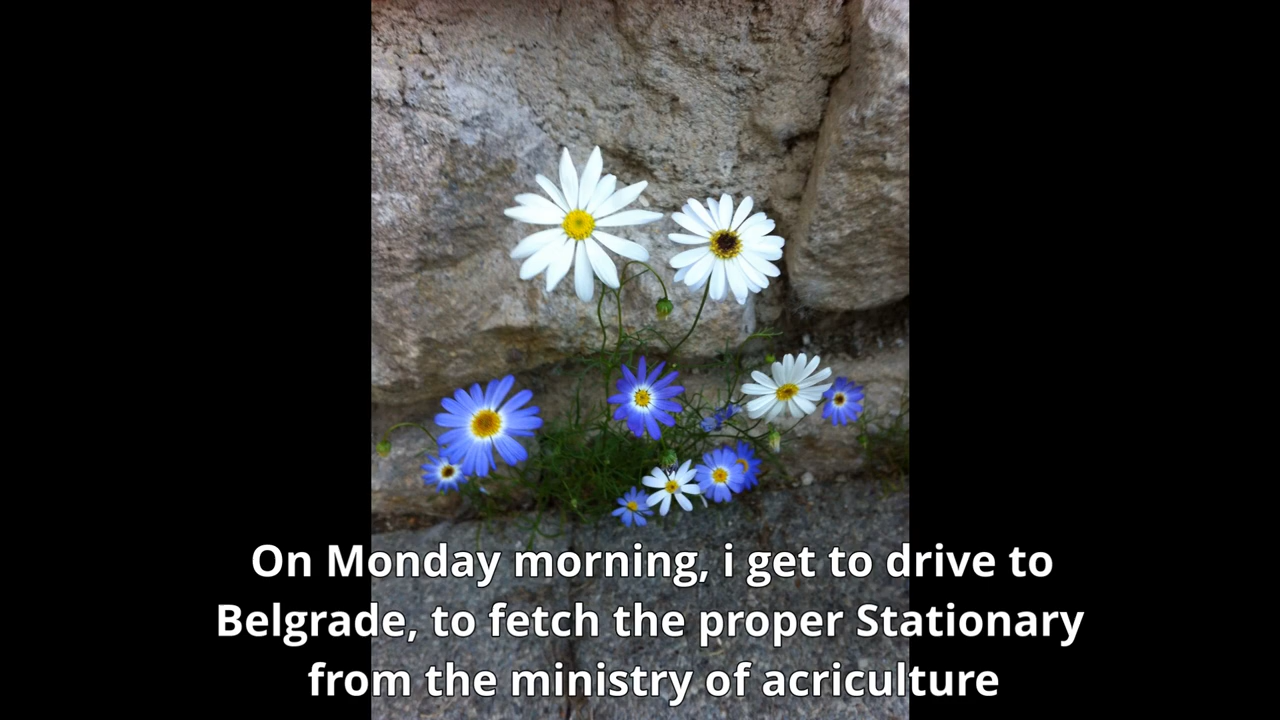 On Monday morning, i get to drive to
Belgrade, to fetch the proper Stationary
from the ministry of acriculture